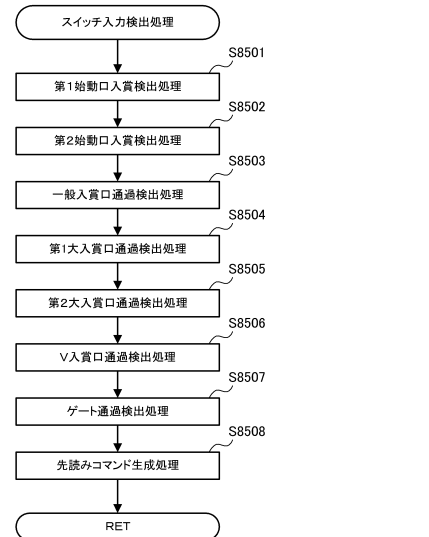 スイッチ入力検出処理
S8501
第1始動口入賞検出処理
S8502
第2始動口入賞検出処理
S8503
一般入賞口通過検出処理
S8504
第1大入賞口通過検出処理
S8505
第2大入賞口通過検出処理
S8506
V入賞口通過検出処理
S8507
ゲート通過検出処理
S8508
先読みコマンド生成処理
RET